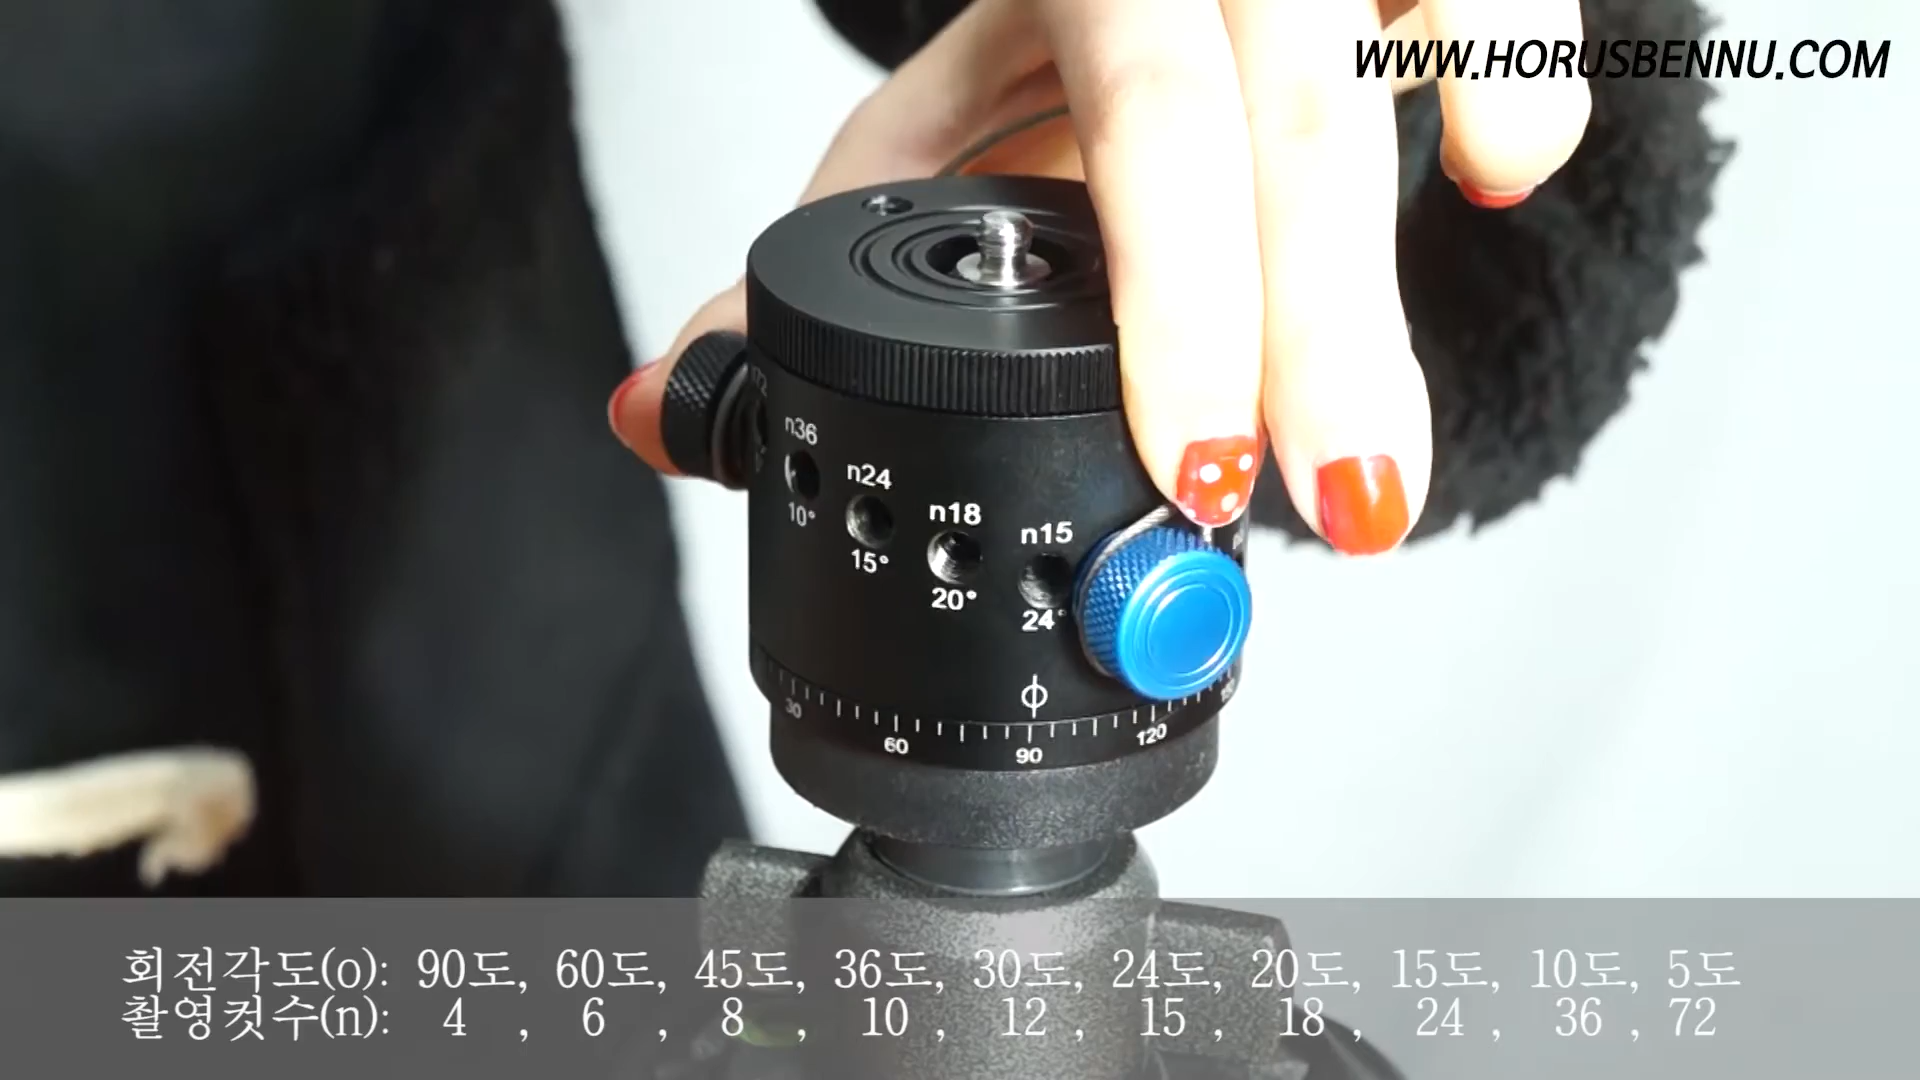 WWW.HORUSBENNU.COM
n72
n36
n24
n18
n15
10°
15°
20°
24°
30
60
90
120
150
회전각도(o): 90도, 60도, 45도, 36도, 30도, 24도, 20도, 15도, 10도, 5도
촬영컷수(n): 4 , 6 , 8 , 10 , 12 , 15 , 18 , 24 , 36 , 72